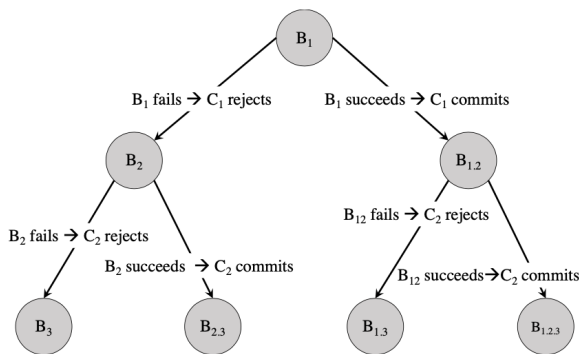 B₁
B₁ fails → C₁ rejects
B₁ succeeds → C₁ commits
B₂
B₁.₂
B₂ fails → C₂ rejects
B₂ succeeds → C₂ commits
B₁₂ fails → C₂ rejects
B₁₂ succeeds→C₂ commits
B₃
B₂.₃
B₁.₃
B₁.₂.₃